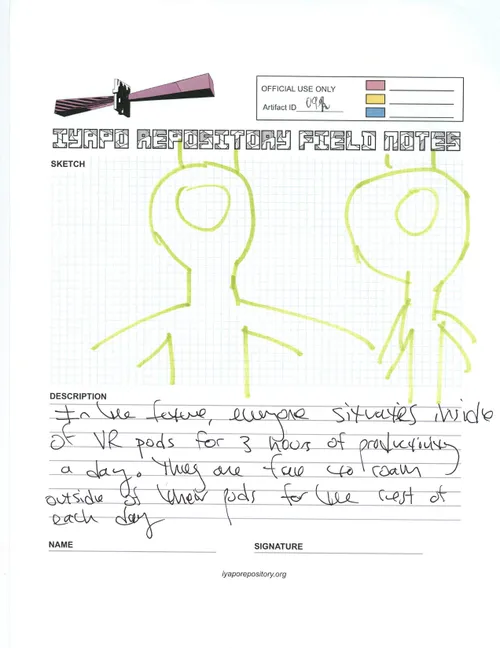 OFFICIAL USE ONLY
Artifact ID
IYAPO REPOSITORY FIELD NOTES
SKETCH
DESCRIPTION
In the future, everyone situates inside
of VR pods for 3 hours of productivity
a day. They are free to roam
outside of their pods for the rest of
each day
NAME
SIGNATURE
iyaporepository.org